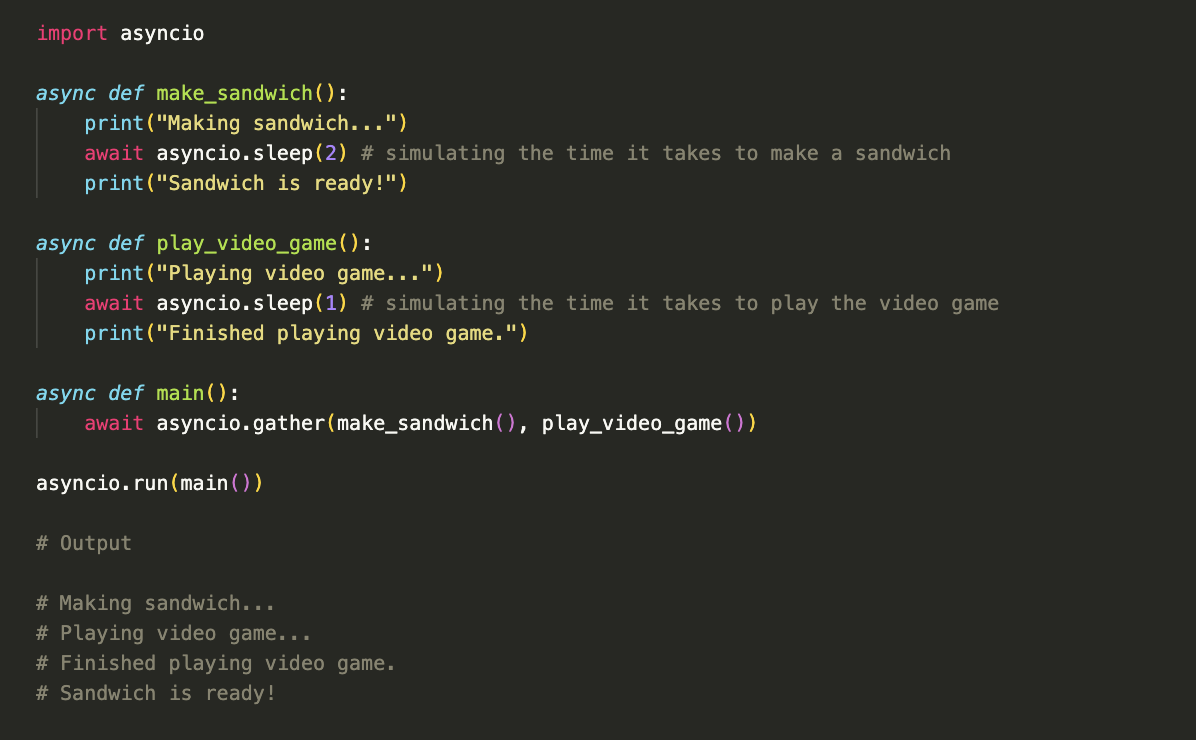 import asyncio

async def make_sandwich():
    print("Making sandwich...")
    await asyncio.sleep(2) # simulating the time it takes to make a sandwich
    print("Sandwich is ready!")

async def play_video_game():
    print("Playing video game...")
    await asyncio.sleep(1) # simulating the time it takes to play the video game
    print("Finished playing video game.")

async def main():
    await asyncio.gather(make_sandwich(), play_video_game())

asyncio.run(main())

# Output

# Making sandwich...
# Playing video game...
# Finished playing video game.
# Sandwich is ready!